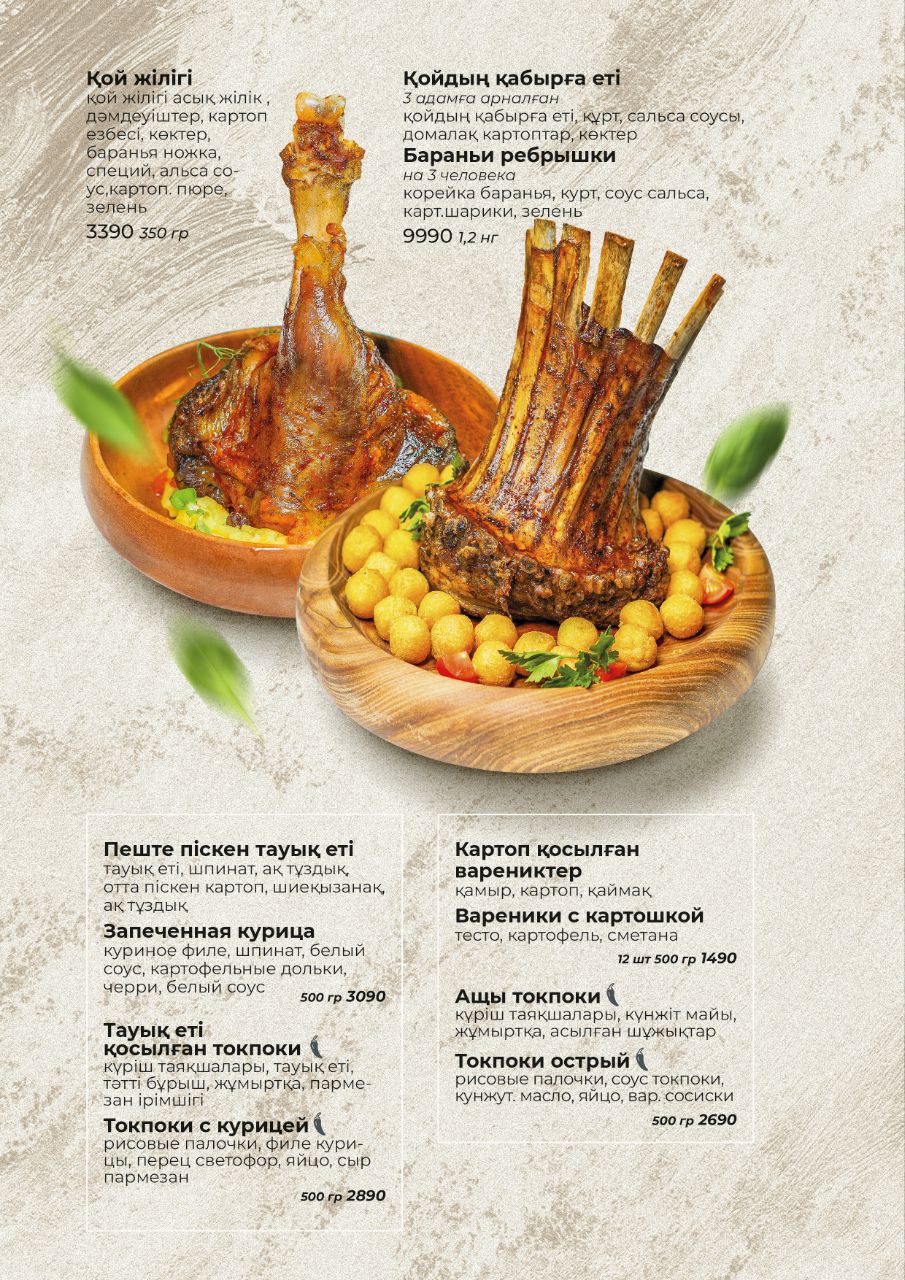 Қой жілігі
қой жілігі асық жілік ,
дәмдеуіштер, картоп
езбесі, көктер,
баранья ножка,
специй, альса со-
ус,картоп. пюре,
зелень
3390 350 гр
Қойдың қабырға еті
3 адамға арналған
қойдың қабырға еті, құрт, сальса соусы,
домалақ картоптар, көктер
Бараньи ребрышки
на 3 человека
корейка баранья, курт, соус сальса,
карт.шарики, зелень
9990 1,2 нг
Пеште піскен тауық еті
тауық еті, шпинат, ақ тұздық,
отта піскен картоп, шиеқызанақ,
ақ тұздық
Запеченная курица
куриное филе, шпинат, белый
соус, картофельные дольки,
черри, белый соус
500 гр 3090
Тауық еті
қосылған токпоки
күріш таяқшалары, тауық еті,
тәтті бұрыш, жұмыртқа, парме-
зан ірімшігі
Токпоки с курицей
рисовые палочки, филе кури-
цы, перец светофор, яйцо, сыр
пармезан
500 гр 2890
Картоп қосылған
варениктер
қамыр, картоп, қаймақ
Вареники с картошкой
тесто, картофель, сметана
12 шт 500 гр 1490
Ащы токпоки
күріш таяқшалары, күнжіт майы,
жұмыртқа, асылған шұжықтар
Токпоки острый
рисовые палочки, соус токпоки,
кунжут. масло, яйцо, вар. сосиски
500 гр 2690